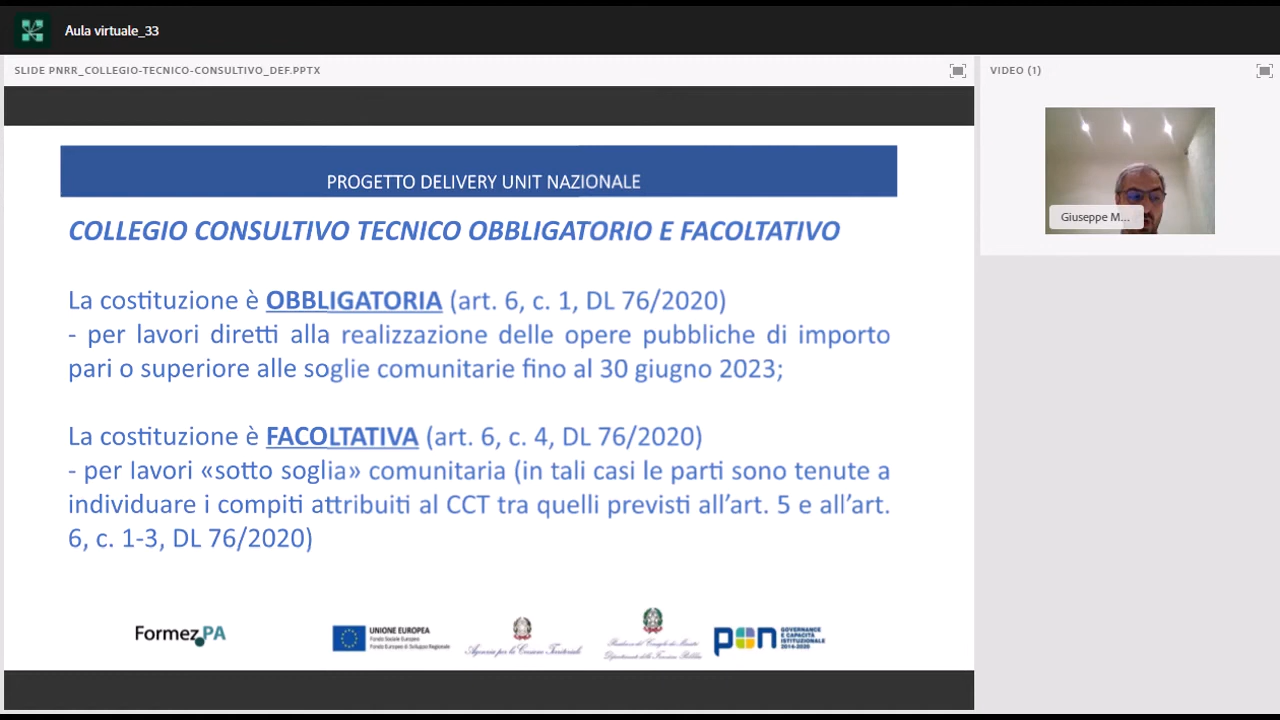 Aula virtuale_33
SLIDE PNRR_COLLEGIO-TECNICO-CONSULTIVO_DEF.PPTX
VIDEO (1)
Giuseppe M...
PROGETTO DELIVERY UNIT NAZIONALE
COLLEGIO CONSULTIVO TECNICO OBBLIGATORIO E FACOLTATIVO
La costituzione è OBBLIGATORIA (art. 6, c. 1, DL 76/2020)
- per lavori diretti alla realizzazione delle opere pubbliche di importo
pari o superiore alle soglie comunitarie fino al 30 giugno 2023;
La costituzione è FACOLTATIVA (art. 6, c. 4, DL 76/2020)
- per lavori «sotto soglia» comunitaria (in tali casi le parti sono tenute a
individuare i compiti attribuiti al CCT tra quelli previsti all’art. 5 e all’art.
6, c. 1-3, DL 76/2020)
FormezPA
UNIONE EUROPEA
Fondo Sociale Europeo
Fondo Europeo di Sviluppo Regionale
Agenzia per la Coesione Territoriale
Presidenza del Consiglio dei Ministri
Dipartimento della Funzione Pubblica
pon
GOVERNANCE
E CAPACITÀ
ISTITUZIONALE
2014-2020